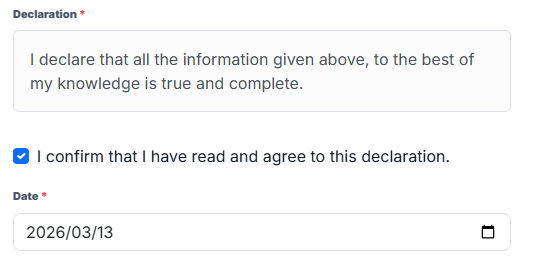 Declaration *
I declare that all the information given above, to the best of
my knowledge is true and complete.
I confirm that I have read and agree to this declaration.
Date *
2026/03/13